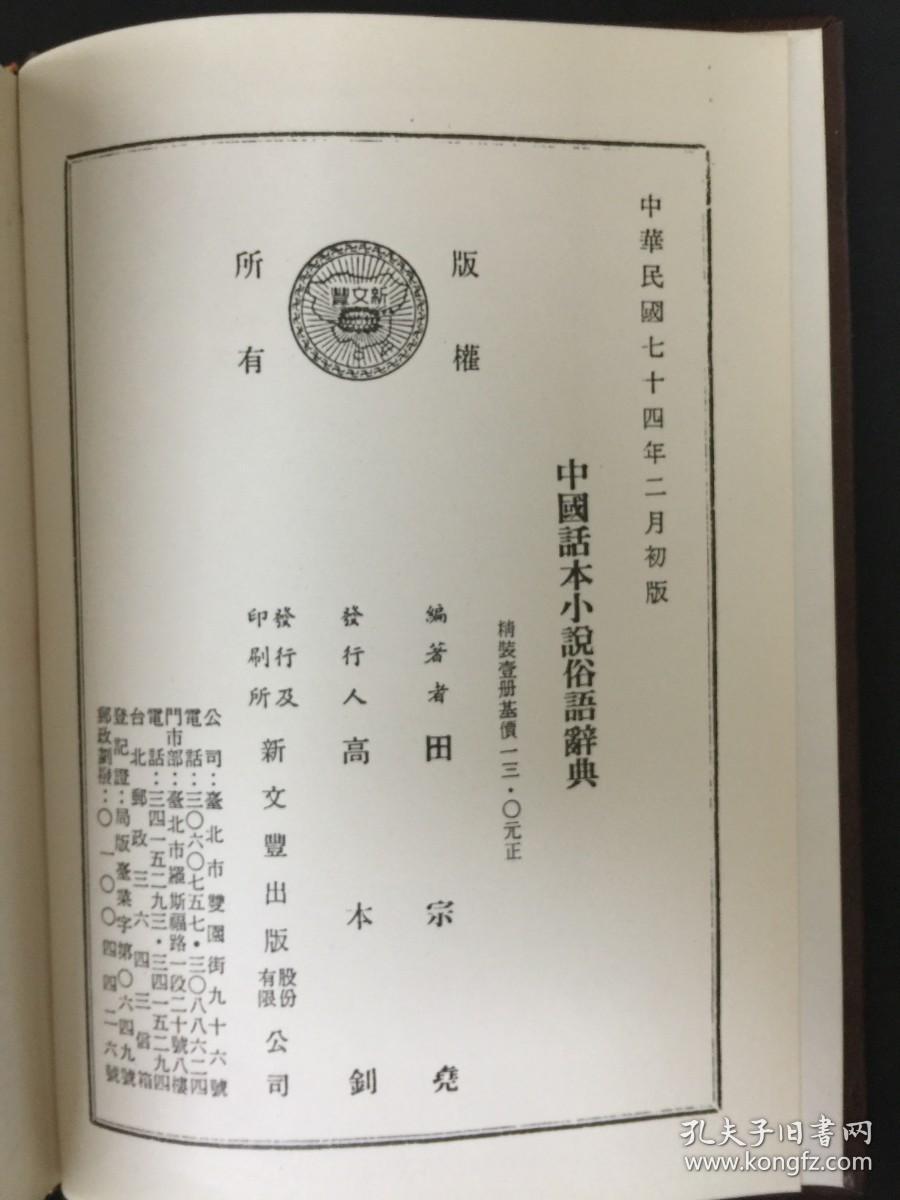 中華民國七十四年二月初版
中國話本小說俗語辭典
精裝壹册基價一三·〇元正
版權
所有
新文豐
編著者 田宗堯
發行人 高本釗
發行及印刷所 新文豐出版股份有限公司
公司：臺北市雙園街九十六號
電話：三〇六〇七五七·三〇八八六二四
門市部：臺北市羅斯福路一段二十號八樓
電話：三四一五二九三·三四一五二九四
台北郵政三六四三信箱
登記證：局版臺業字第〇六四九號
郵政劃撥：〇一〇〇四四二六號
孔夫子旧书网
www.kongfz.com